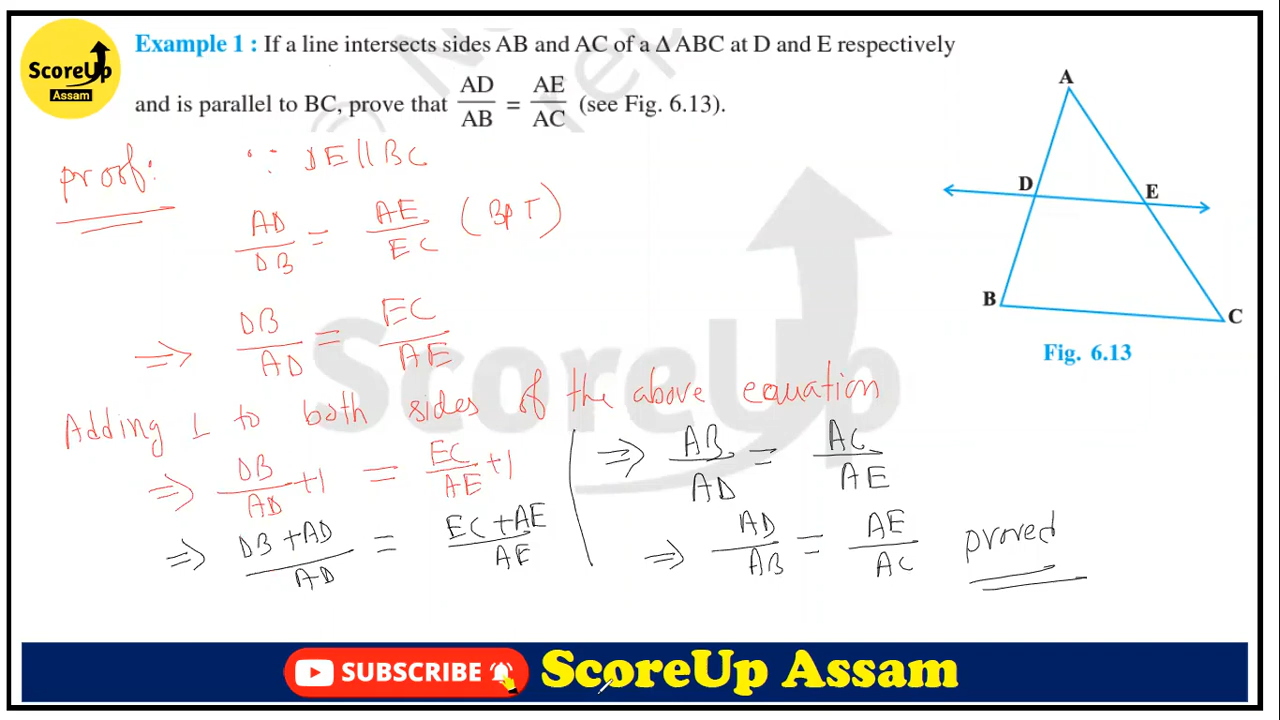 ScoreUp
Assam
Example 1 : If a line intersects sides AB and AC of a Δ ABC at D and E respectively
and is parallel to BC, prove that AD/AB = AE/AC (see Fig. 6.13).
proof: ∵ DE || BC
AD/DB = AE/EC (BPT)
⇒ DB/AD = EC/AE
Adding 1 to both sides of the above equation
⇒ DB/AD + 1 = EC/AE + 1
⇒ DB + AD/AD = EC + AE/AE
⇒ AB/AD = AC/AE
⇒ AD/AB = AE/AC proved
A
D
E
B
C
Fig. 6.13
ScoreUp
SUBSCRIBE ScoreUp Assam